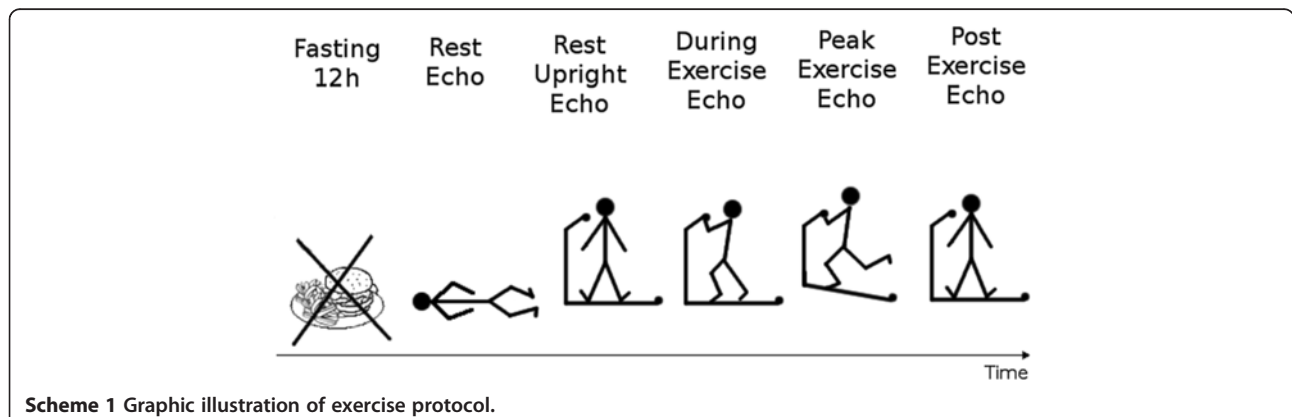 Fasting
12h
Rest
Echo
Rest
Upright
Echo
During
Exercise
Echo
Peak
Exercise
Echo
Post
Exercise
Echo
Time
Scheme 1 Graphic illustration of exercise protocol.